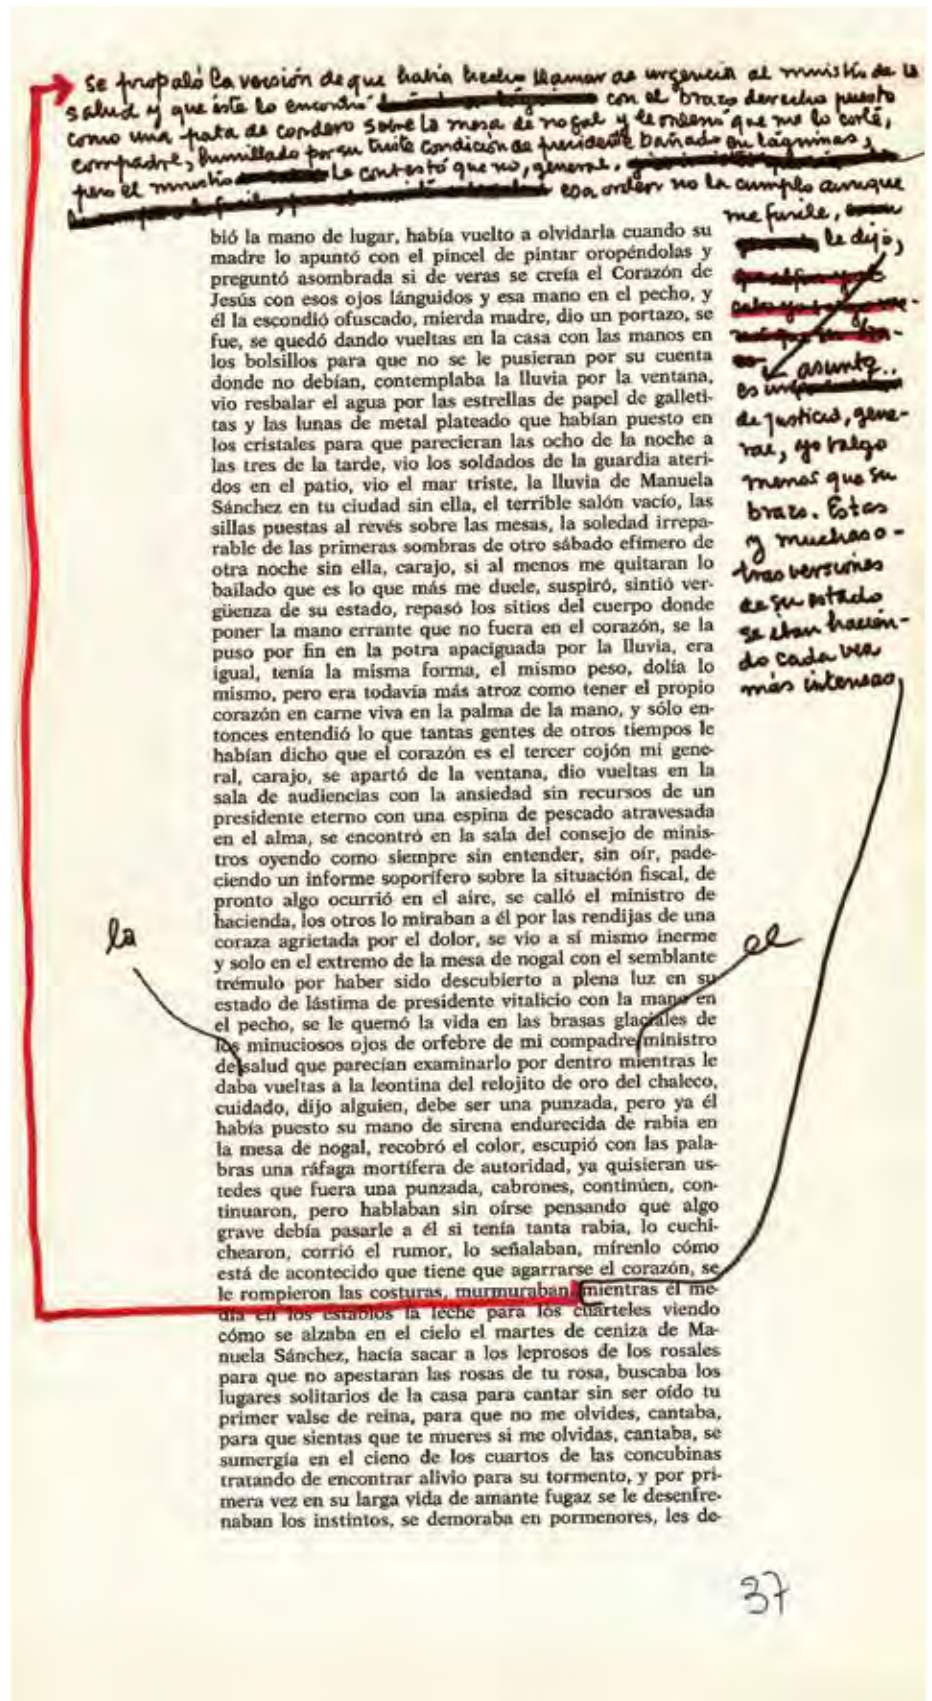 se propaló la versión de que había hecho llamar de urgencia al ministro de la
salud y que éste lo encontró con el brazo derecho puesto
como una pata de cordero sobre la mesa de nogal y le ordenó que me lo corte,
compadre, humillado por su triste condición de presidente bañado en lágrimas,
pero el ministro le contestó que no, general, esa orden no la cumplo aunque
me fusile,
le dijo,
es un asunto
de justicia, gene-
ral, yo valgo
menos que su
brazo. Estas
y muchas o-
tras versiones
de su estado
se iban hacien-
do cada vez
más intensas,
bió la mano de lugar, había vuelto a olvidarla cuando su
madre lo apuntó con el pincel de pintar oropéndolas y
preguntó asombrada si de veras se creía el Corazón de
Jesús con esos ojos lánguidos y esa mano en el pecho, y
él la escondió ofuscado, mierda madre, dio un portazo, se
fue, se quedó dando vueltas en la casa con las manos en
los bolsillos para que no se le pusieran por su cuenta
donde no debían, contemplaba la lluvia por la ventana,
vio resbalar el agua por las estrellas de papel de galleti-
tas y las lunas de metal plateado que habían puesto en
los cristales para que parecieran las ocho de la noche a
las tres de la tarde, vio los soldados de la guardia ateri-
dos en el patio, vio el mar triste, la lluvia de Manuela
Sánchez en tu ciudad sin ella, el terrible salón vacío, las
sillas puestas al revés sobre las mesas, la soledad irrepa-
rable de las primeras sombras de otro sábado efímero de
otra noche sin ella, carajo, si al menos me quitaran lo
bailado que es lo que más me duele, suspiró, sintió ver-
güenza de su estado, repasó los sitios del cuerpo donde
poner la mano errante que no fuera en el corazón, se la
puso por fin en la potra apaciguada por la lluvia, era
igual, tenía la misma forma, el mismo peso, dolía lo
mismo, pero era todavía más atroz como tener el propio
corazón en carne viva en la palma de la mano, y sólo en-
tonces entendió lo que tantas gentes de otros tiempos le
habían dicho que el corazón es el tercer cojón mi gene-
ral, carajo, se apartó de la ventana, dio vueltas en la
sala de audiencias con la ansiedad sin recursos de un
presidente eterno con una espina de pescado atravesada
en el alma, se encontró en la sala del consejo de minis-
tros oyendo como siempre sin entender, sin oír, pade-
ciendo un informe soporífero sobre la situación fiscal, de
pronto algo ocurrió en el aire, se calló el ministro de
hacienda, los otros lo miraban a él por las rendijas de una
coraza agrietada por el dolor, se vio a sí mismo inerme
y solo en el extremo de la mesa de nogal con el semblante
trémulo por haber sido descubierto a plena luz en su
estado de lástima de presidente vitalicio con la mano en
el pecho, se le quemó la vida en las brasas glaciales de
los minuciosos ojos de orfebre de mi compadre ministro
de salud que parecían examinarlo por dentro mientras le
daba vueltas a la leontina del relojito de oro del chaleco,
cuidado, dijo alguien, debe ser una punzada, pero ya él
había puesto su mano de sirena endurecida de rabia en
la mesa de nogal, recobró el color, escupió con las pala-
bras una ráfaga mortífera de autoridad, ya quisieran us-
tedes que fuera una punzada, cabrones, continúen, con-
tinuaron, pero hablaban sin oírse pensando que algo
grave debía pasarle a él si tenía tanta rabia, lo cuchi-
chearon, corrió el rumor, lo señalaban, mírenlo cómo
está de acontecido que tiene que agarrarse el corazón, se
le rompieron las costuras, murmuraban, mientras él me-
día en los establos la leche para los cuarteles viendo
cómo se alzaba en el cielo el martes de ceniza de Ma-
nuela Sánchez, hacía sacar a los leprosos de los rosales
para que no apestaran las rosas de tu rosa, buscaba los
lugares solitarios de la casa para cantar sin ser oído tu
primer valse de reina, para que no me olvides, cantaba,
para que sientas que te mueres si me olvidas, cantaba, se
sumergía en el cieno de los cuartos de las concubinas
tratando de encontrar alivio para su tormento, y por pri-
mera vez en su larga vida de amante fugaz se le desenfre-
naban los instintos, se demoraba en pormenores, les de-
la
el
37